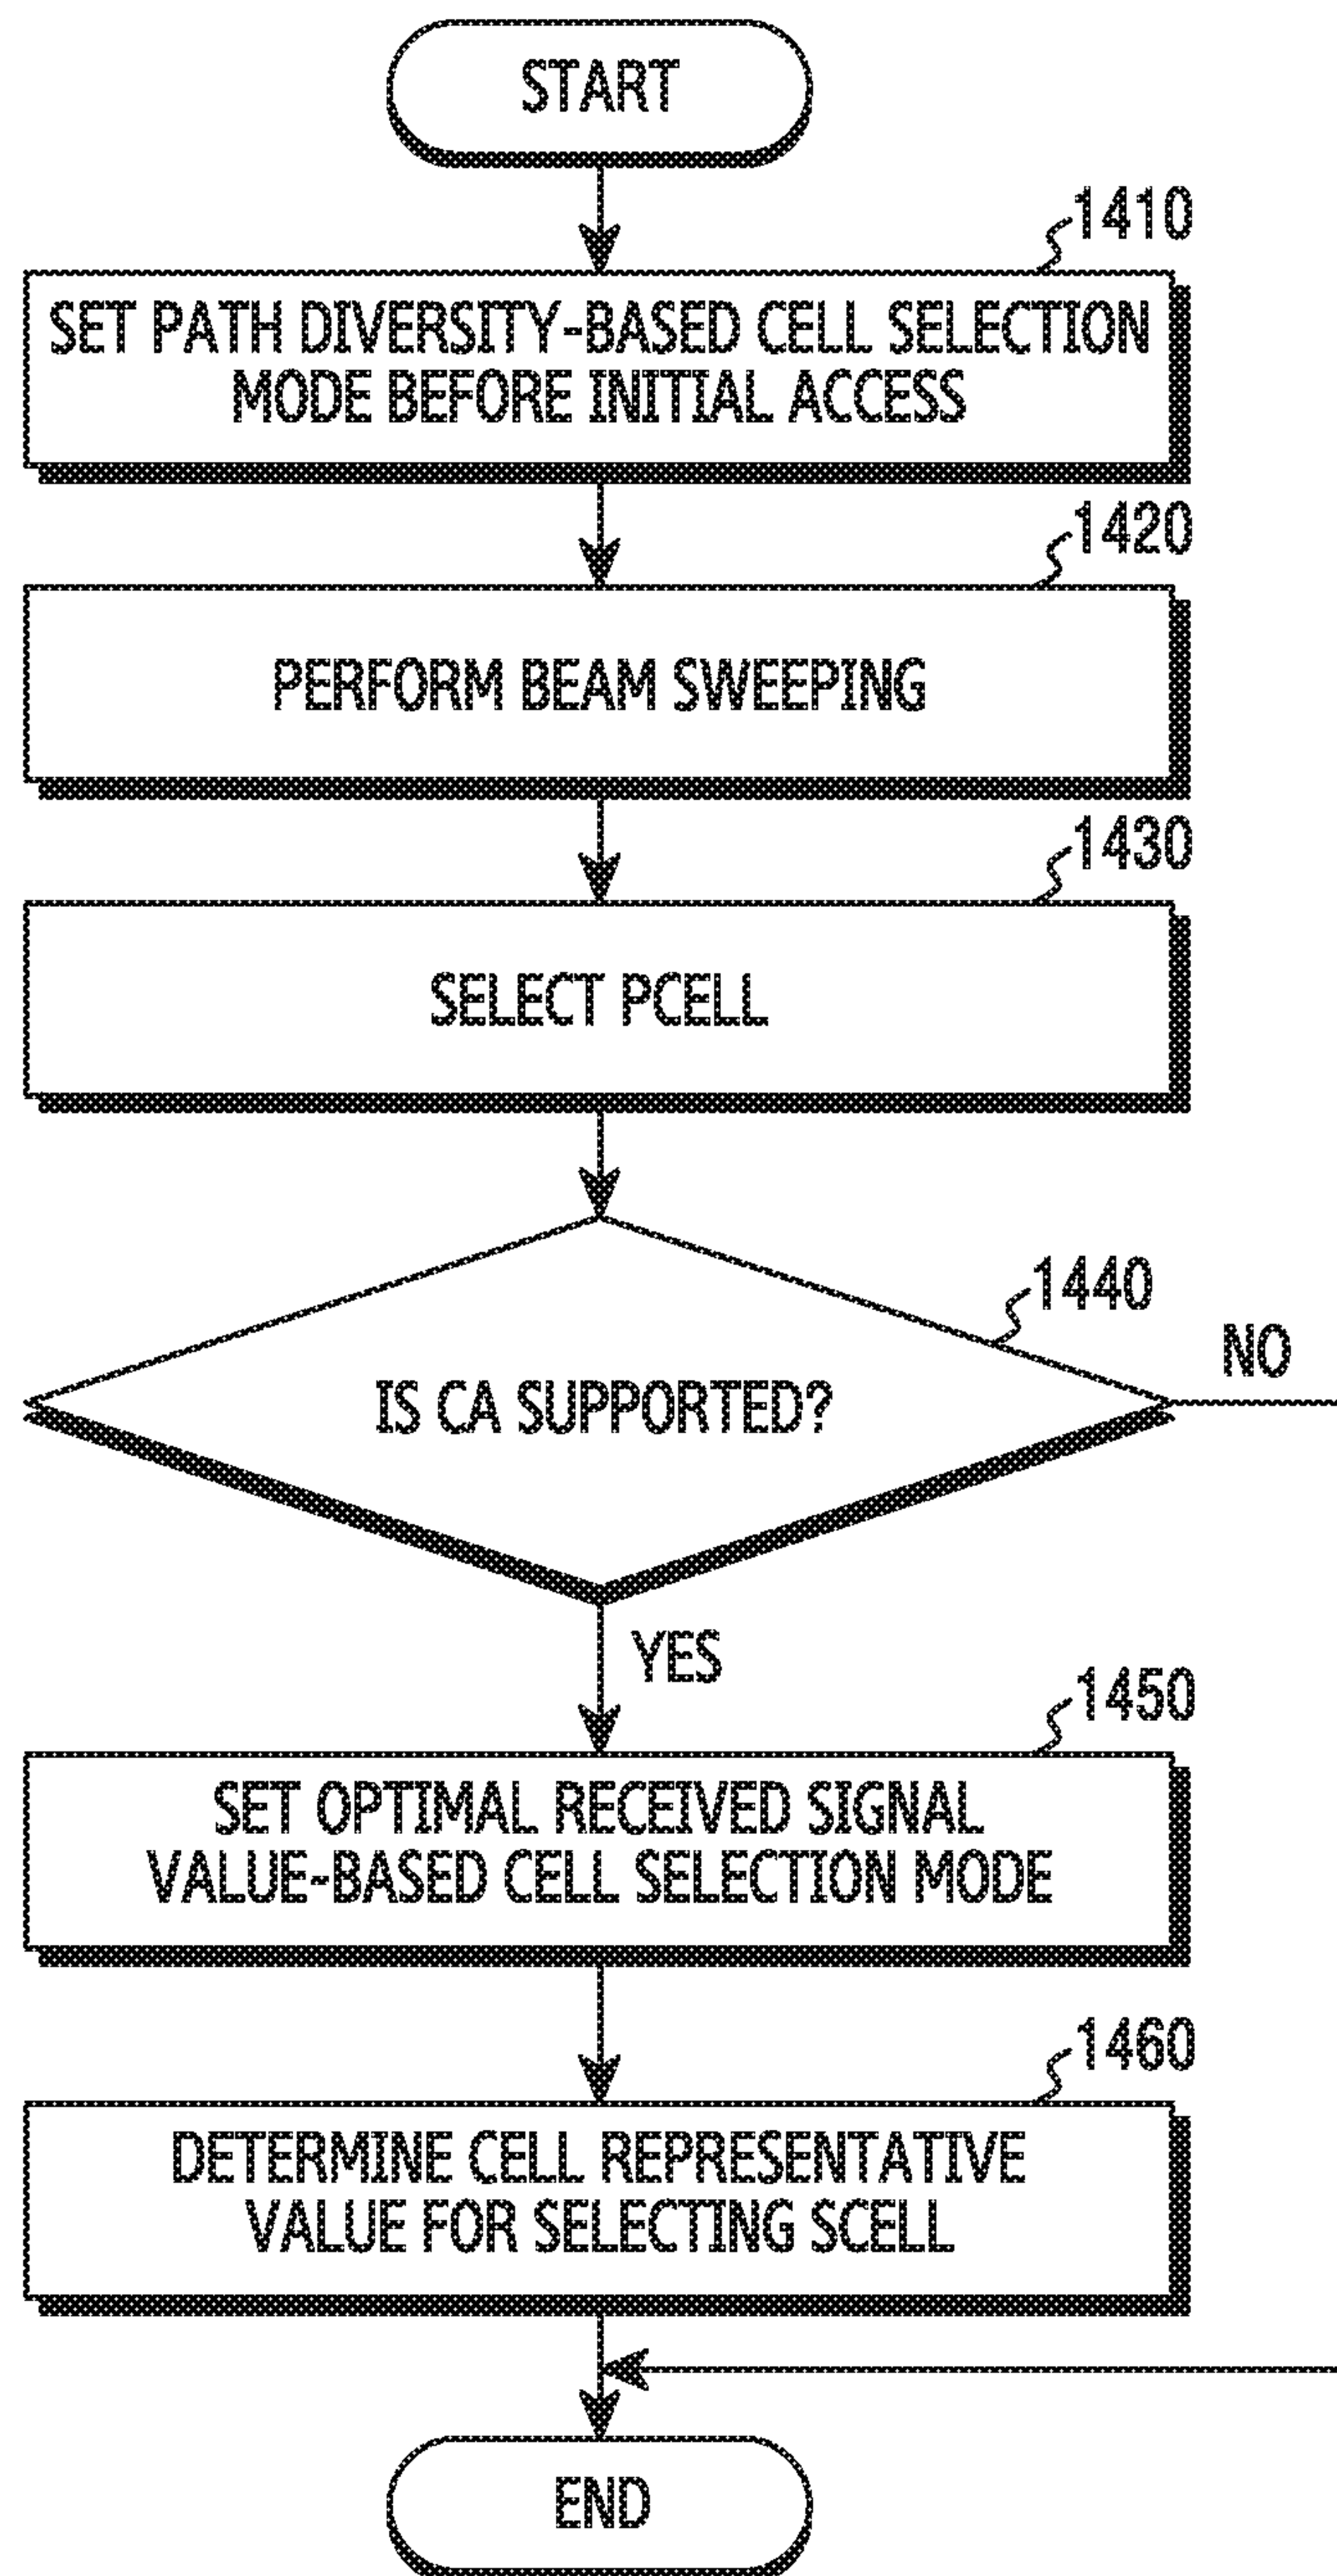 START
1410
SET PATH DIVERSITY-BASED CELL SELECTION
MODE BEFORE INITIAL ACCESS
1420
PERFORM BEAM SWEEPING
1430
SELECT PCELL
1440
NO
IS CA SUPPORTED?
YES
1450
SET OPTIMAL RECEIVED SIGNAL
VALUE-BASED CELL SELECTION MODE
1460
DETERMINE CELL REPRESENTATIVE
VALUE FOR SELECTING SCELL
END